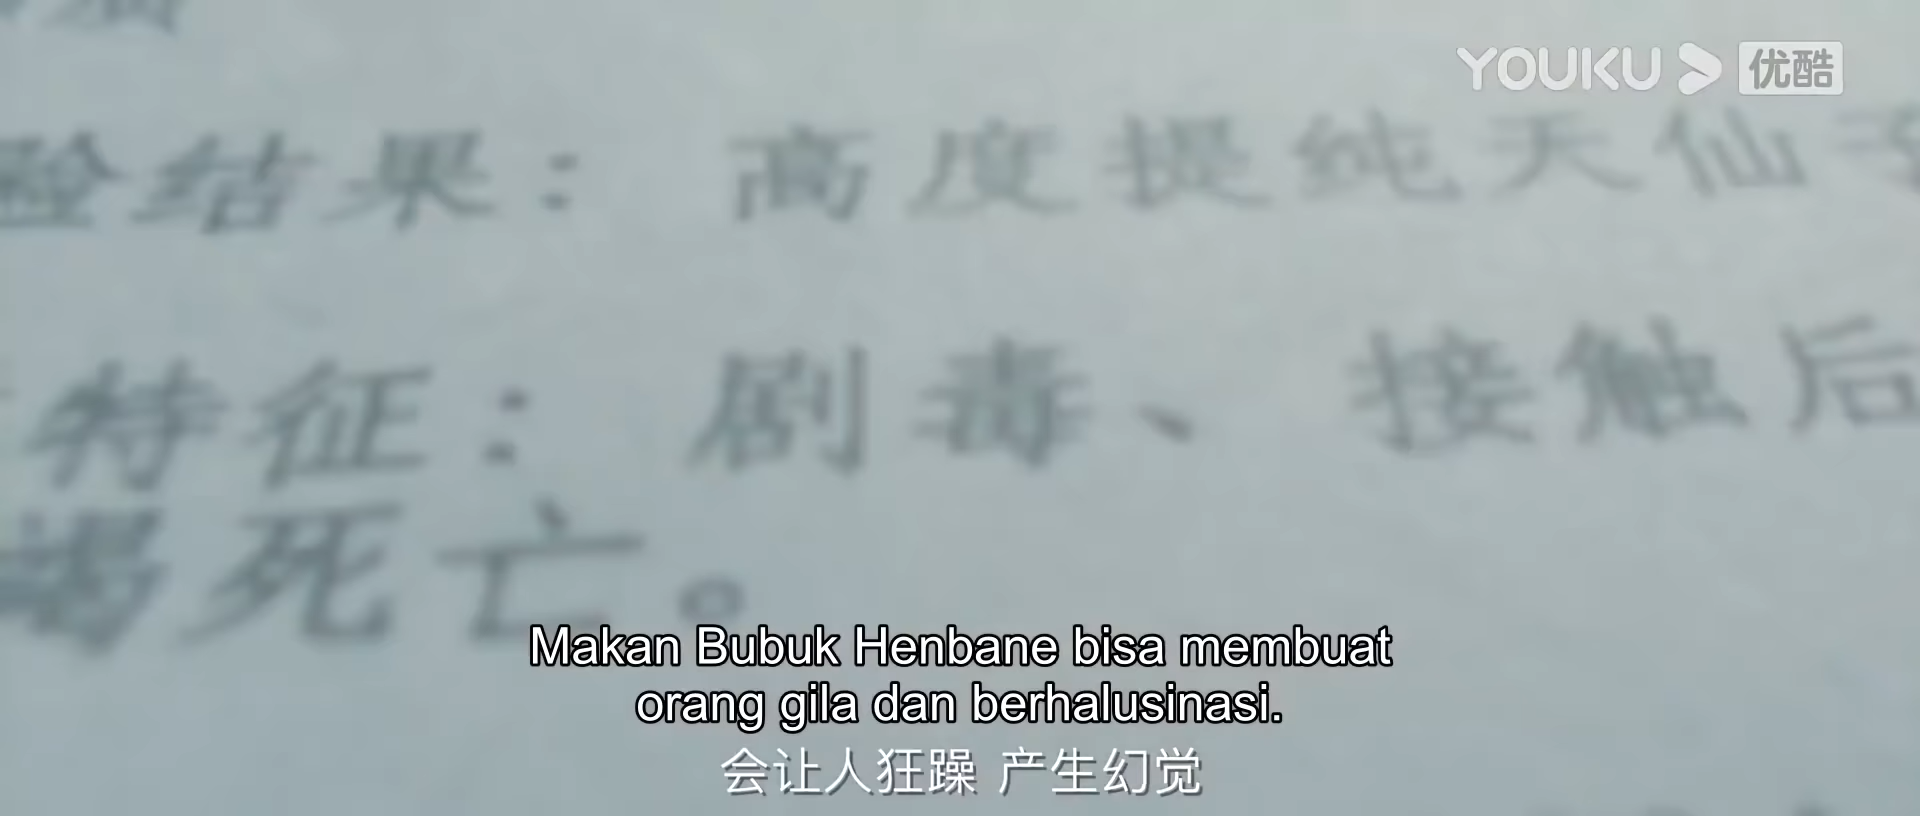 YOUKU 优酷
验结果：高度提纯天仙子
特征：剧毒、接触后
竭死亡。
Makan Bubuk Henbane bisa membuat
orang gila dan berhalusinasi.
会让人狂躁 产生幻觉